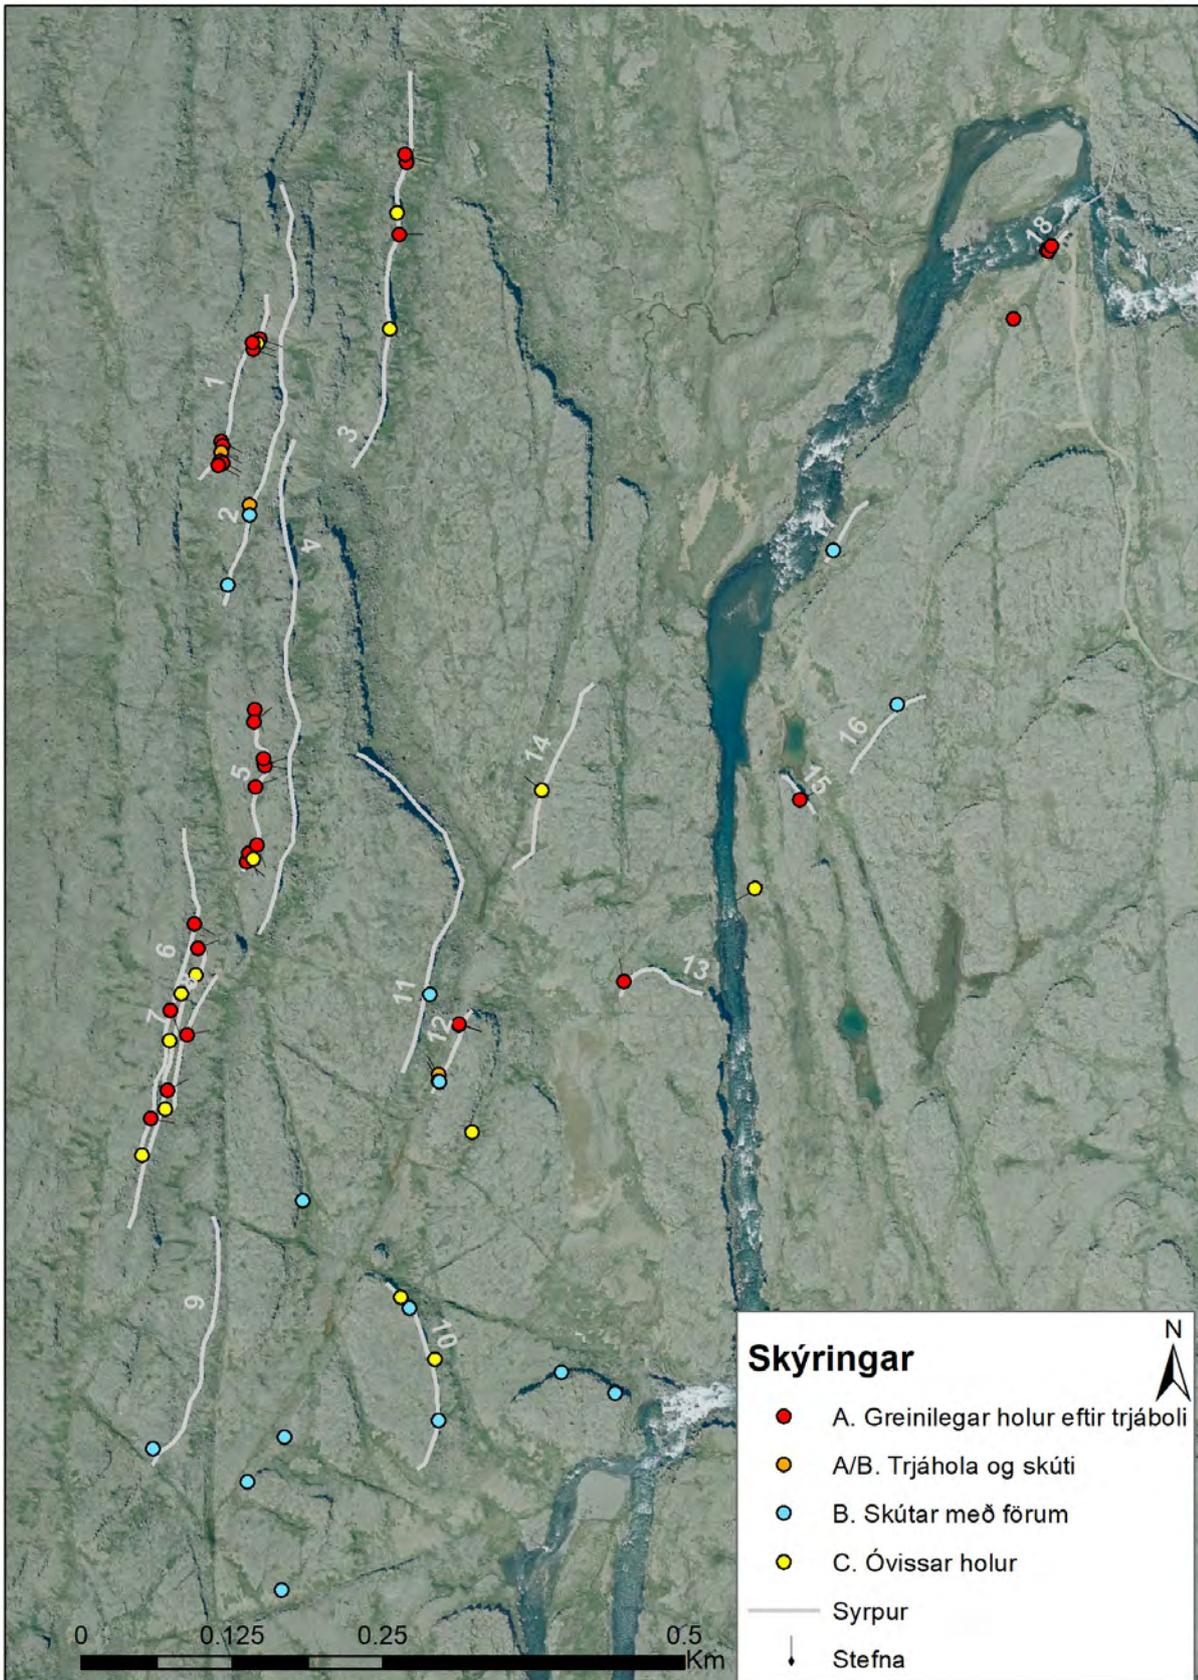 18
1
3
2
4
17
14
16
5
15
6
8
13
11
7
12
9
10
Skýringar
N
A. Greinilegar holur eftir trjáboli
A/B. Trjáhola og skúti
B. Skútar með förum
C. Óvissar holur
Syrpur
Stefna
0 0.125 0.25 0.5
Km